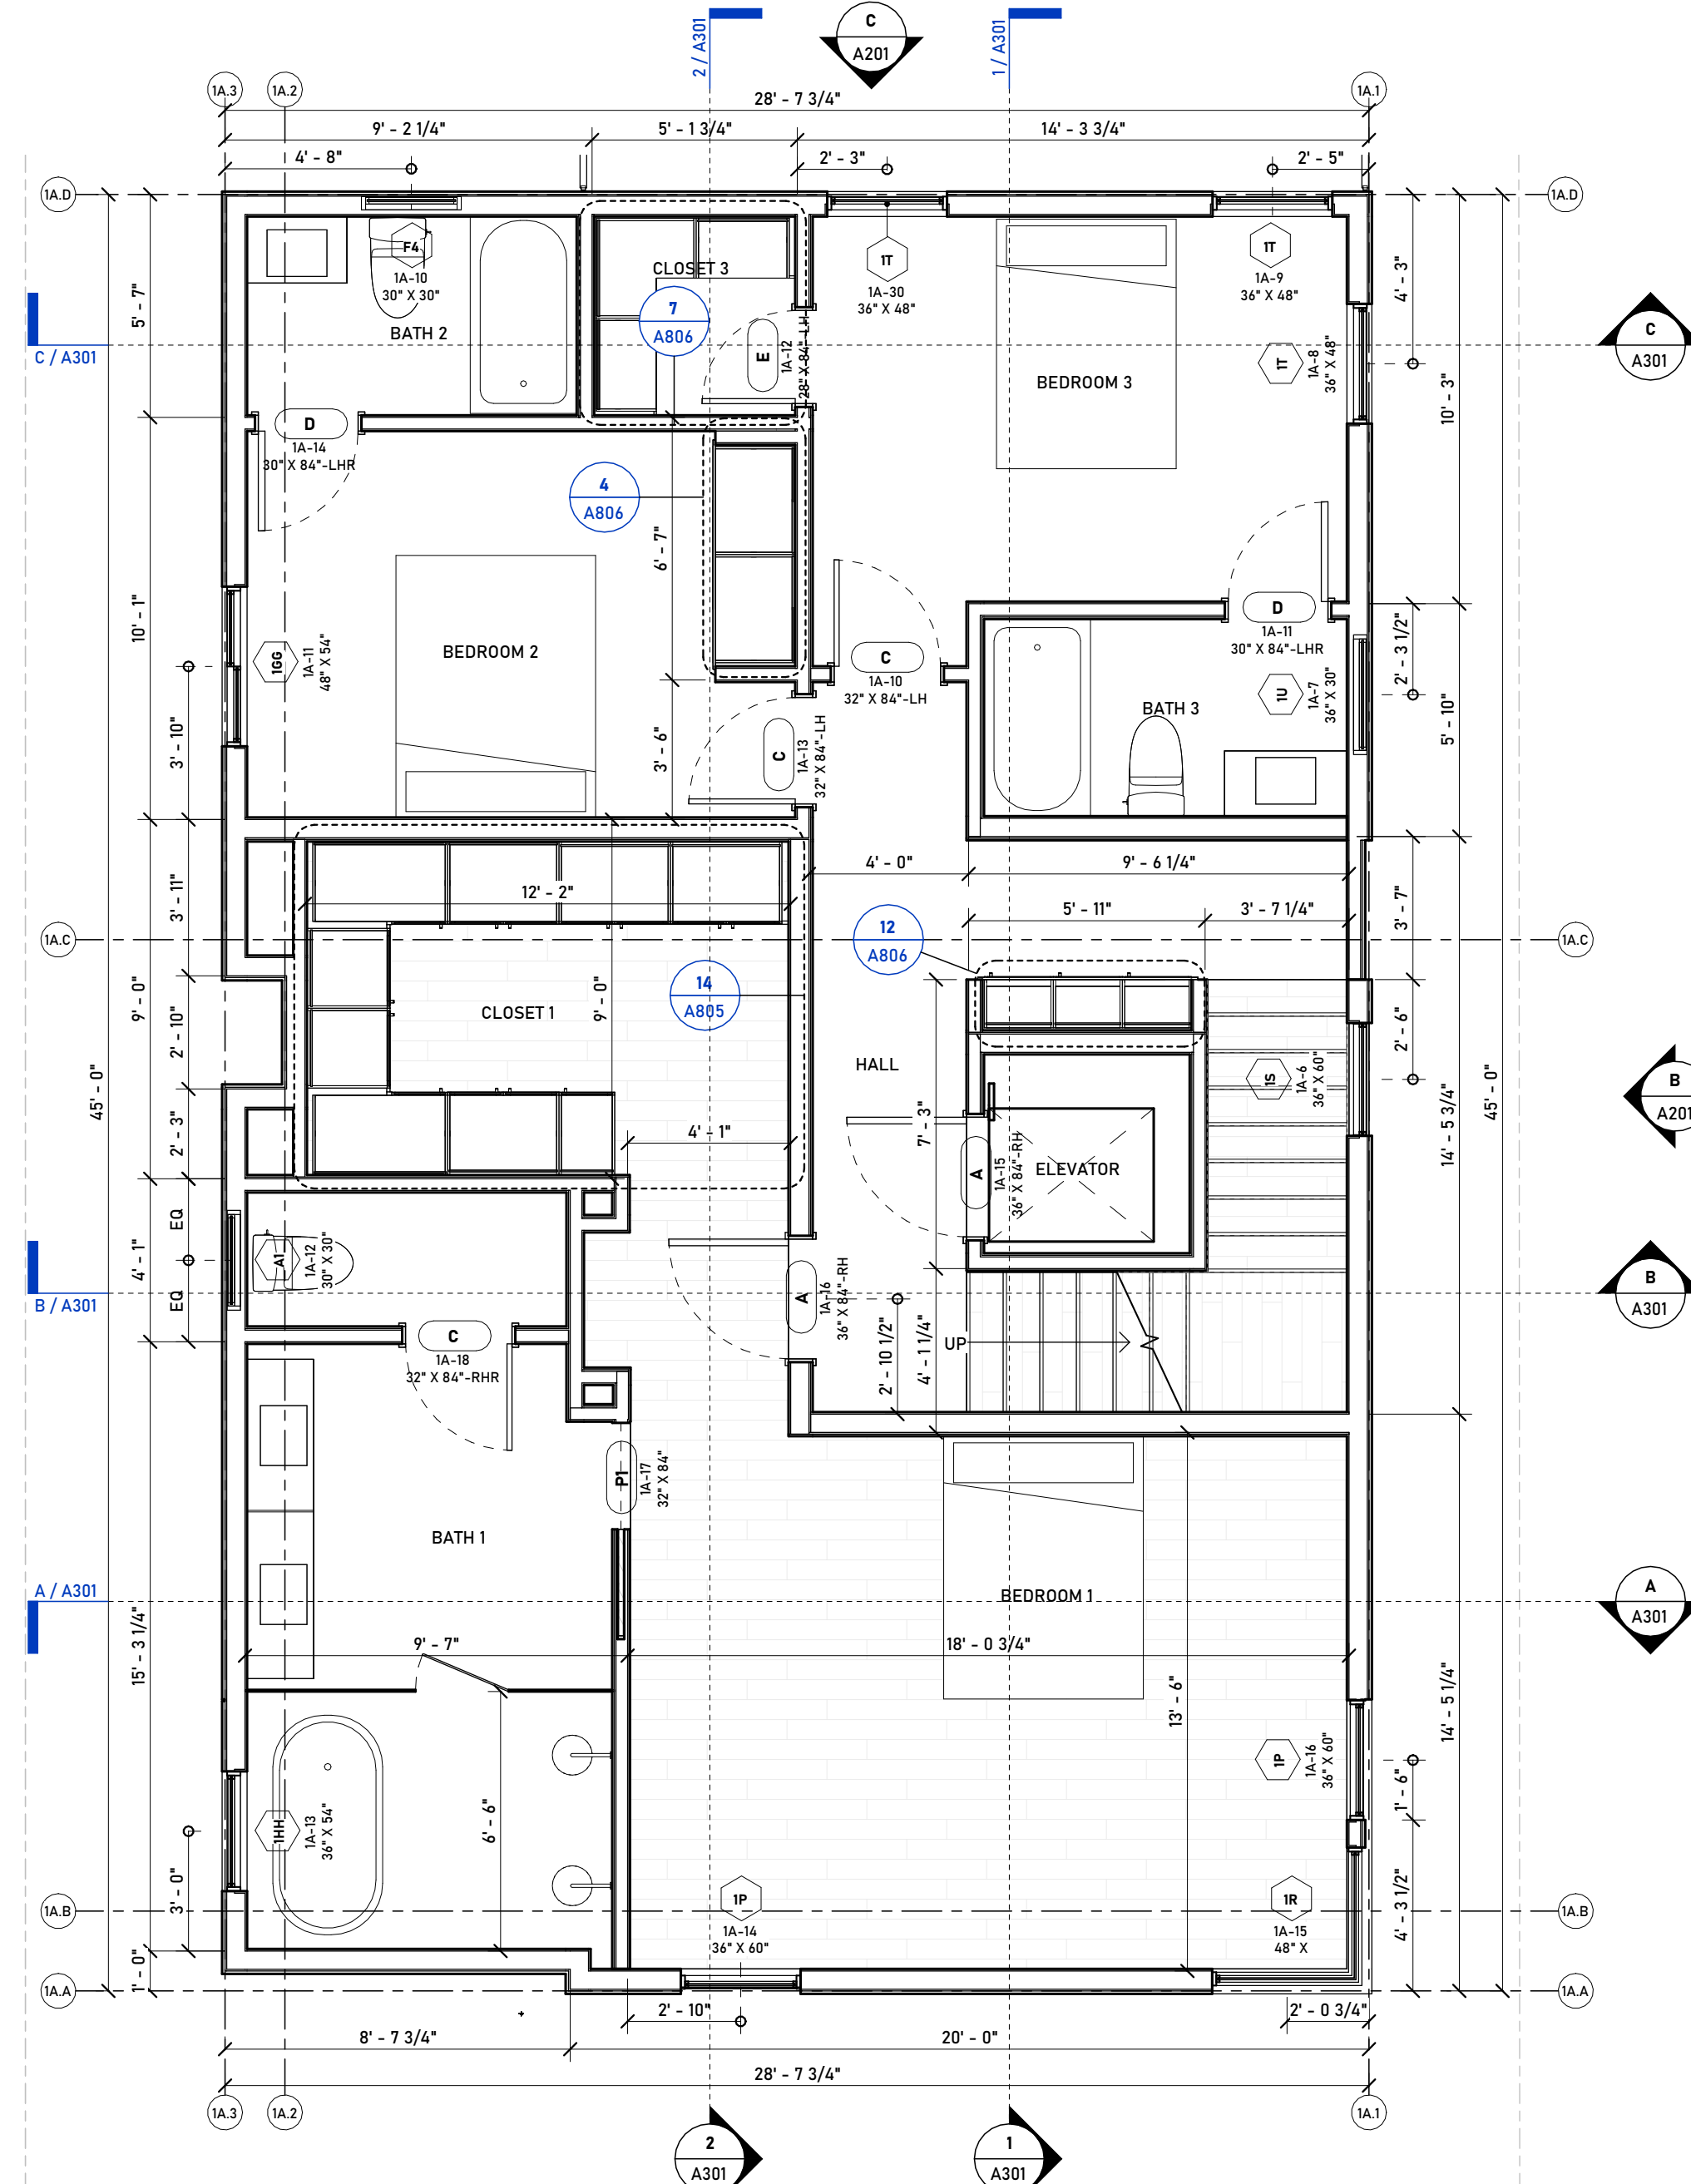 2 / A301
1 / A301
C
A201
1A.3
1A.2
1A.1
28' - 7 3/4"
9' - 2 1/4"
5' - 1 3/4"
14' - 3 3/4"
4' - 8"
2' - 3"
2' - 5"
1A.D
1A.D
F4
1A-10
30" X 30"
BATH 2
CLOSET 3
7
A806
E
1A-12
28" X 84"-LH
1T
1A-30
36" X 48"
1T
1A-9
36" X 48"
4' - 3"
5' - 7"
C / A301
C
A301
1T
1A-8
36" X 48"
BEDROOM 3
10' - 3"
D
1A-14
30" X 84"-LHR
4
A806
6' - 7"
10' - 1"
1GG
1A-11
48" X 54"
BEDROOM 2
C
1A-10
32" X 84"-LH
D
1A-11
30" X 84"-LHR
2' - 3 1/2"
1U
1A-7
36" X 30"
BATH 3
5' - 10"
3' - 10"
3' - 6"
C
1A-13
32" X 84"-LH
4' - 0"
9' - 6 1/4"
3' - 11"
12' - 2"
5' - 11"
3' - 7 1/4"
3' - 7"
12
A806
1A.C
1A.C
9' - 0"
9' - 0"
14
A805
CLOSET 1
2' - 10"
2' - 6"
HALL
1S
1A-6
36" X 60"
B
A201
45' - 0"
45' - 0"
14' - 5 3/4"
2' - 3"
4' - 1"
7' - 3"
A
1A-15
36" X 84"-RH
ELEVATOR
EQ
EQ
4' - 1"
A1
1A-12
30" X 30"
A
1A-16
36" X 84"-RH
B / A301
B
A301
C
1A-18
32" X 84"-RHR
2' - 10 1/2"
4' - 1 1/4"
UP
P1
1A-17
32" X 84"
BATH 1
BEDROOM 1
A / A301
A
A301
15' - 3 1/4"
9' - 7"
18' - 0 3/4"
13' - 6"
14' - 5 1/4"
1P
1A-16
36" X 60"
1' - 6"
1HH
1A-13
36" X 54"
6' - 6"
3' - 0"
1P
1A-14
36" X 60"
1R
1A-15
48" X
4' - 3 1/2"
1A.B
1A.B
1' - 0"
1A.A
1A.A
2' - 10"
2' - 0 3/4"
8' - 7 3/4"
20' - 0"
28' - 7 3/4"
1A.3
1A.2
1A.1
2
A301
1
A301